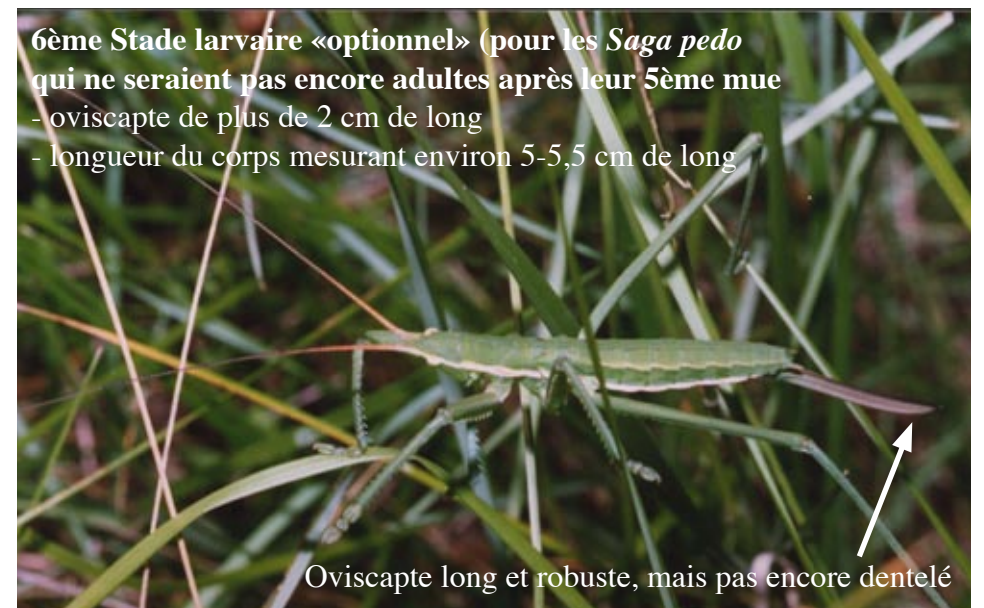 6ème Stade larvaire «optionnel» (pour les Saga pedo
qui ne seraient pas encore adultes après leur 5ème mue
- oviscapte de plus de 2 cm de long
- longueur du corps mesurant environ 5-5,5 cm de long
Oviscapte long et robuste, mais pas encore dentelé